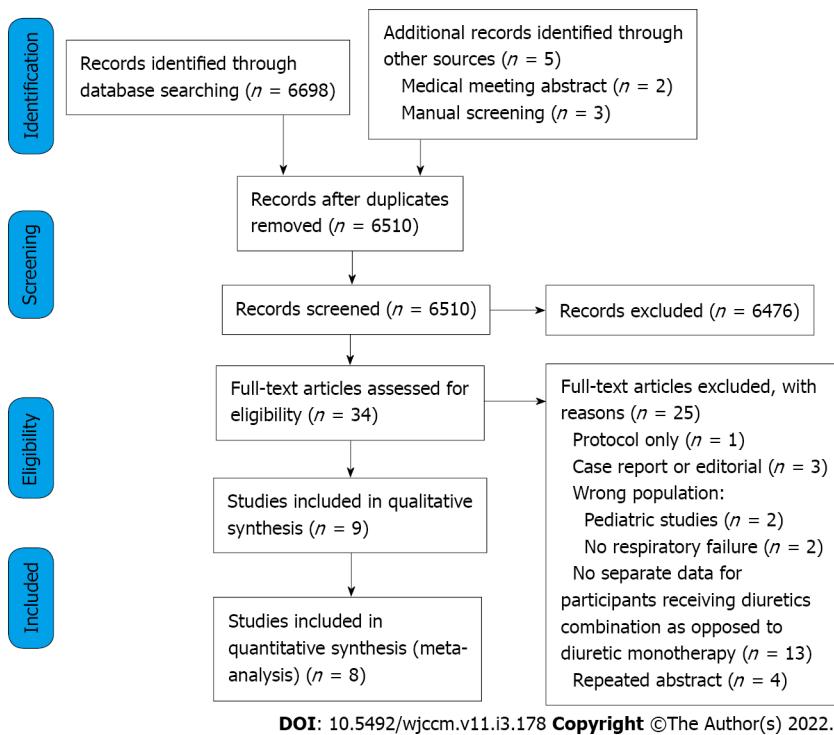 Identification
Records identified through
database searching (n = 6698)
Additional records identified through
other sources (n = 5)
Medical meeting abstract (n = 2)
Manual screening (n = 3)
Screening
Records after duplicates
removed (n = 6510)
Records screened (n = 6510)
Records excluded (n = 6476)
Eligibility
Full-text articles assessed for
eligibility (n = 34)
Full-text articles excluded, with
reasons (n = 25)
Protocol only (n = 1)
Case report or editorial (n = 3)
Wrong population:
Pediatric studies (n = 2)
No respiratory failure (n = 2)
No separate data for
participants receiving diuretics
combination as opposed to
diuretic monotherapy (n = 13)
Repeated abstract (n = 4)
Studies included in qualitative
synthesis (n = 9)
Included
Studies included in
quantitative synthesis (meta-
analysis) (n = 8)
DOI: 10.5492/wjccm.v11.i3.178 Copyright ©The Author(s) 2022.